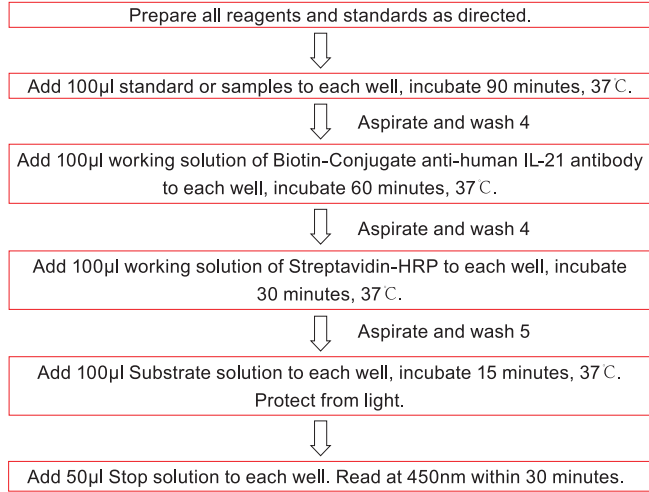 Prepare all reagents and standards as directed.
Add 100μl standard or samples to each well, incubate 90 minutes, 37℃.
Aspirate and wash 4
Add 100μl working solution of Biotin-Conjugate anti-human IL-21 antibody
to each well, incubate 60 minutes, 37℃.
Aspirate and wash 4
Add 100μl working solution of Streptavidin-HRP to each well, incubate
30 minutes, 37℃.
Aspirate and wash 5
Add 100μl Substrate solution to each well, incubate 15 minutes, 37℃.
Protect from light.
Add 50μl Stop solution to each well. Read at 450nm within 30 minutes.